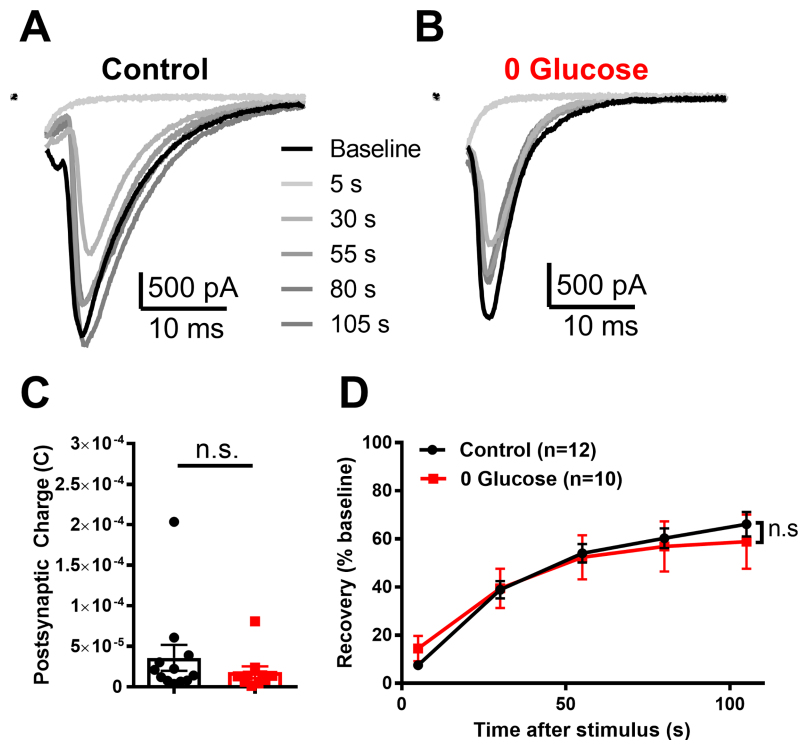 A
B
Control
0 Glucose
Baseline
5 s
30 s
55 s
80 s
105 s
500 pA
10 ms
500 pA
10 ms
C
D
Postsynaptic Charge (C)
3×10-4
2.5×10-4
2×10-4
1×10-4
1×10-4
5×10-5
0
n.s.
Recovery (% baseline)
100
80
60
40
20
0
Control (n=12)
0 Glucose (n=10)
n.s
0
50
100
Time after stimulus (s)